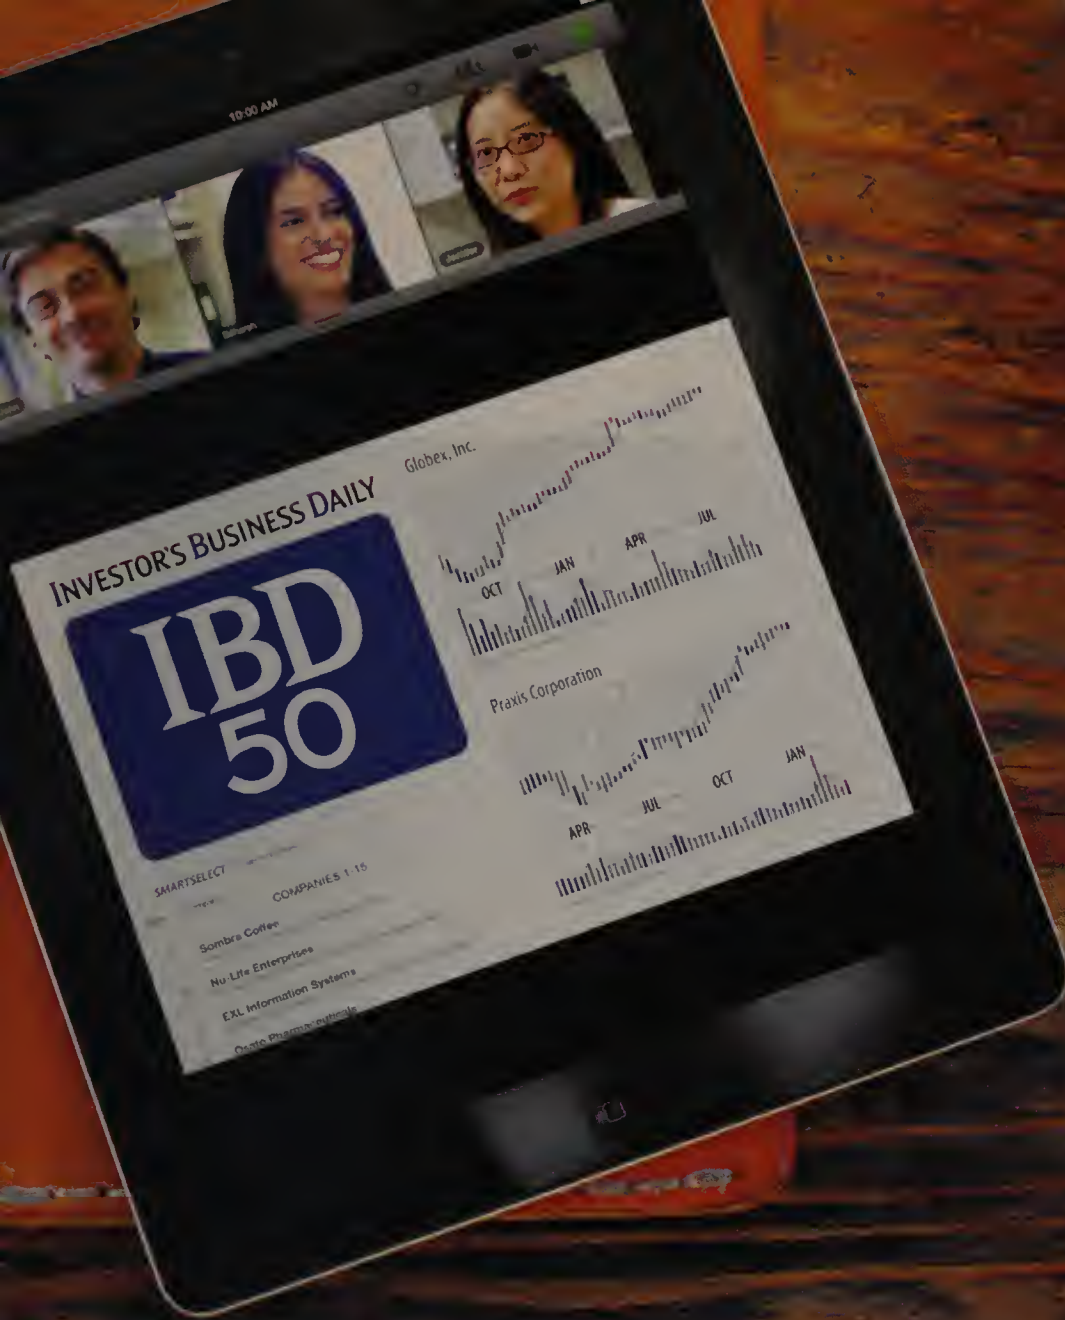 10:00 AM
INVESTOR'S BUSINESS DAILY
IBD
50
SMARTSELECT
COMPANIES 1-15
Sombra Coffee
Nu-Life Enterprises
EXL Information Systems
Globex, Inc.
OCT JAN APR JUL
Praxis Corporation
APR JUL OCT JAN